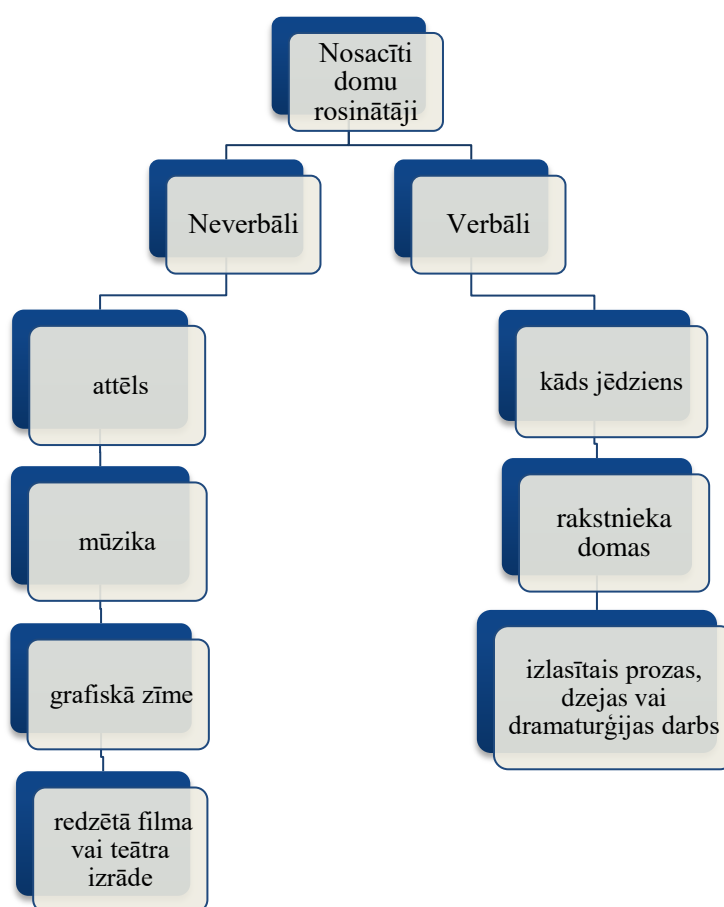 Nosacīti
domu
rosinātāji
Neverbāli
Verbāli
attēls
mūzika
grafiskā zīme
redzētā filma
vai teātra
izrāde
kāds jēdziens
rakstnieka
domas
izlasītais prozas,
dzejas vai
dramaturģijas darbs